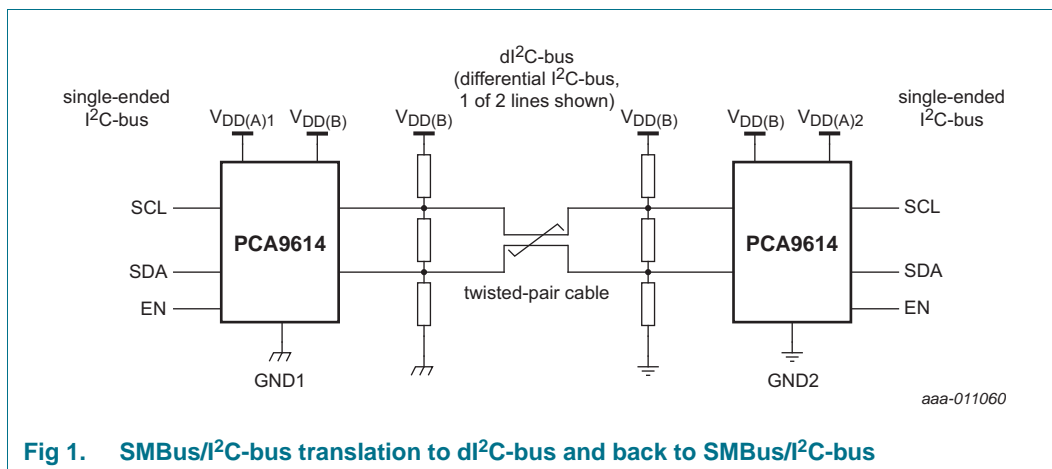 dI²C-bus
(differential I²C-bus,
1 of 2 lines shown)
single-ended
I²C-bus
VDD(A)1
VDD(B)
VDD(B)
VDD(B)
VDD(B)
VDD(A)2
single-ended
I²C-bus
SCL
SDA
EN
PCA9614
GND1
twisted-pair cable
PCA9614
GND2
SCL
SDA
EN
aaa-011060
Fig 1. SMBus/I²C-bus translation to dI²C-bus and back to SMBus/I²C-bus